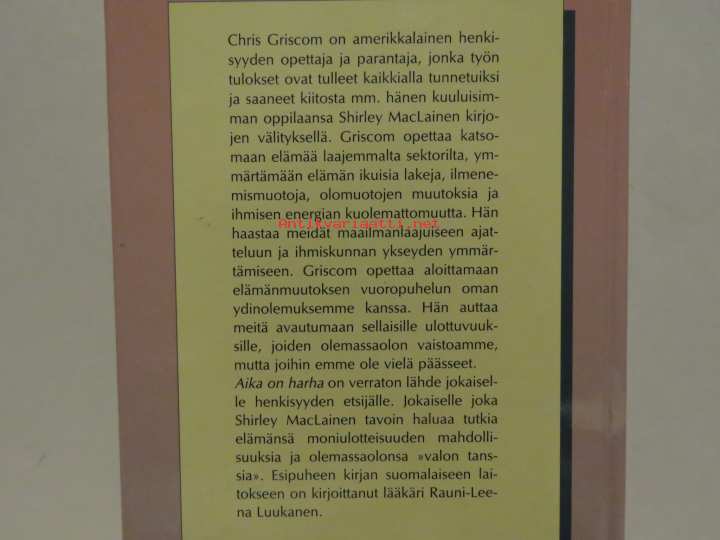 Chris Griscom on amerikkalainen henki-
syyden opettaja ja parantaja, jonka työn
tulokset ovat tulleet kaikkialla tunnetuiksi
ja saaneet kiitosta mm. hänen kuuluisim-
man oppilaansa Shirley MacLainen kirjo-
jen välityksellä. Griscom opettaa katso-
maan elämää laajemmalta sektorilta, ym-
märtämään elämän ikuisia lakeja, ilmene-
mismuotoja, olomuotojen muutoksia ja
ihmisen energian kuolemattomuutta. Hän
Antikvariaatti.net
haastaa meidät maailmanlaajuiseen ajat-
teluun ja ihmiskunnan ykseyden ymmär-
tämiseen. Griscom opettaa aloittamaan
elämänmuutoksen vuoropuhelun oman
ydinolemuksemme kanssa. Hän auttaa
meitä avautumaan sellaisille ulottuvuuk-
sille, joiden olemassaolon vaistoamme,
mutta joihin emme ole vielä päässeet.
Aika on harha on verraton lähde jokaisel-
le henkisyyden etsijälle. Jokaiselle joka
Shirley MacLainen tavoin haluaa tutkia
elämänsä moniulotteisuuden mahdolli-
suuksia ja olemassaolonsa »valon tans-
sia». Esipuheen kirjan suomalaiseen lai-
tokseen on kirjoittanut lääkäri Rauni-Lee-
na Luukanen.